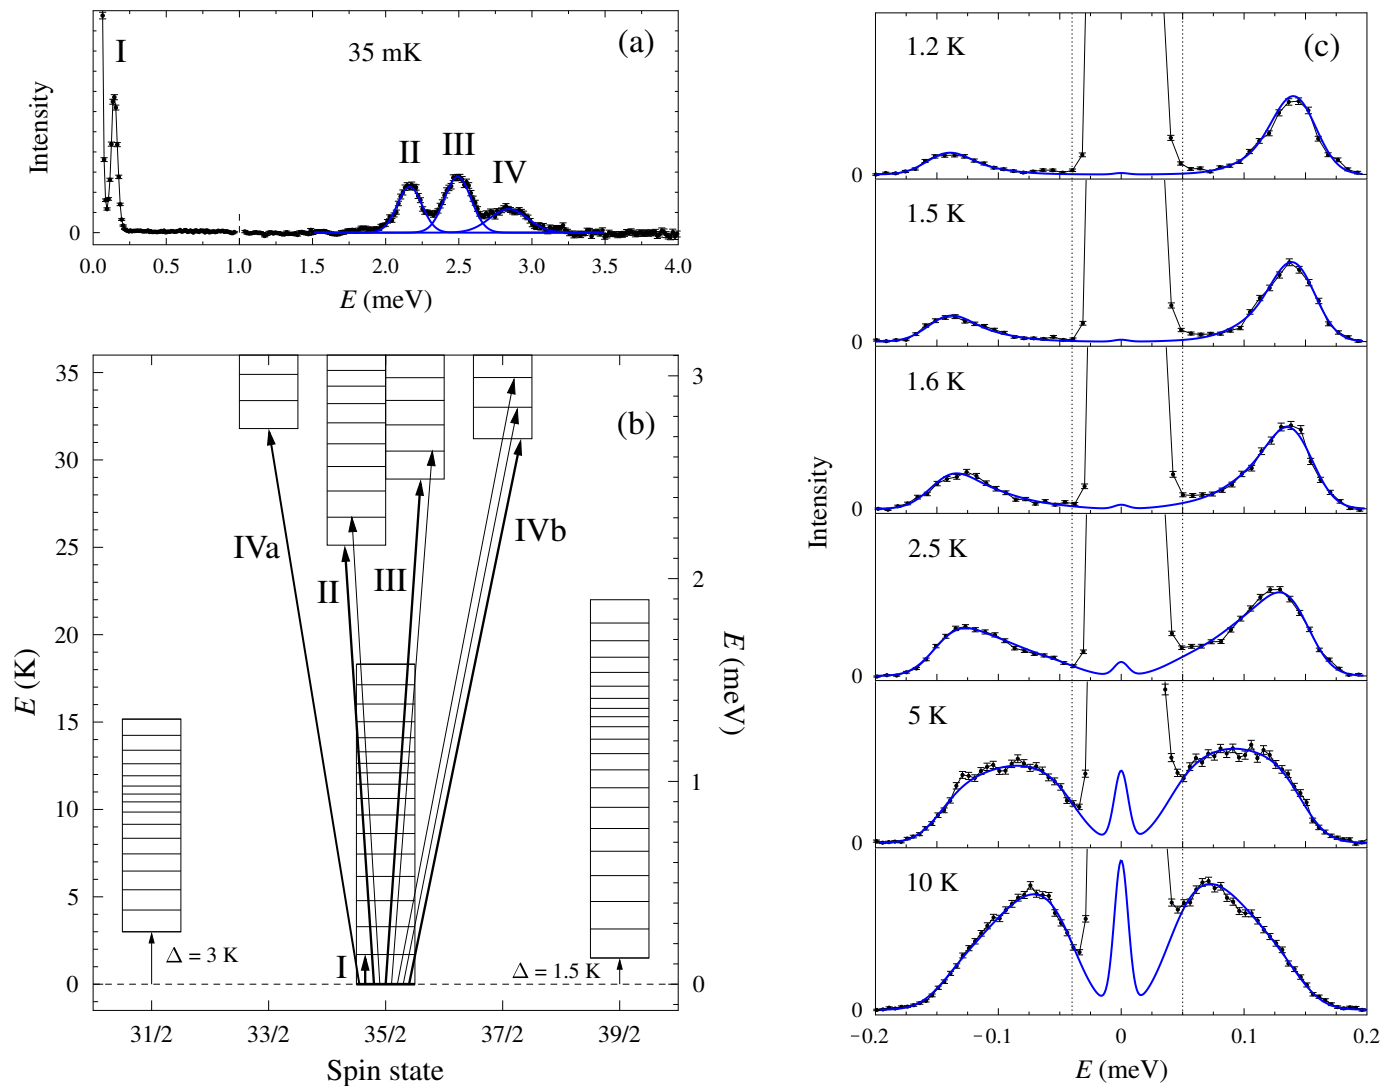 (a)
35 mK
I
II
III
IV
Intensity
0
0.0 0.5 1.0 1.5 2.0 2.5 3.0 3.5 4.0
E (meV)
(b)
35
30
25
20
15
10
5
0
E (K)
3
2
1
0
E (meV)
IVa
II
III
IVb
I
Δ = 3 K
Δ = 1.5 K
31/2 33/2 35/2 37/2 39/2
Spin state
(c)
1.2 K
0
1.5 K
0
1.6 K
0
2.5 K
0
5 K
0
10 K
0
Intensity
−0.2 −0.1 0 0.1 0.2
E (meV)